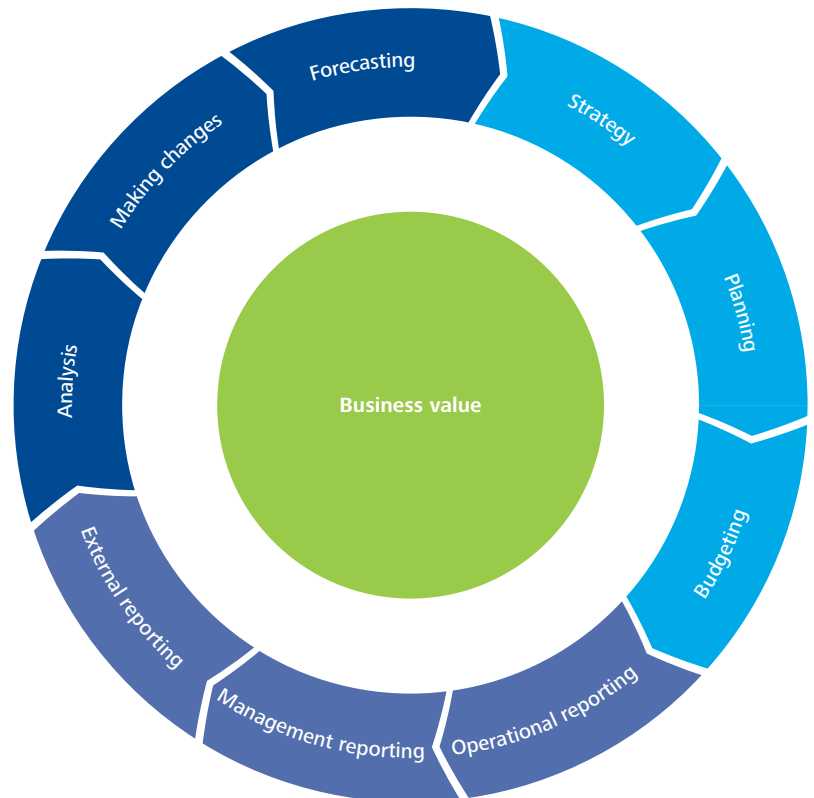 Forecasting
Strategy
Planning
Budgeting
Operational reporting
Management reporting
External reporting
Analysis
Making changes
Business value